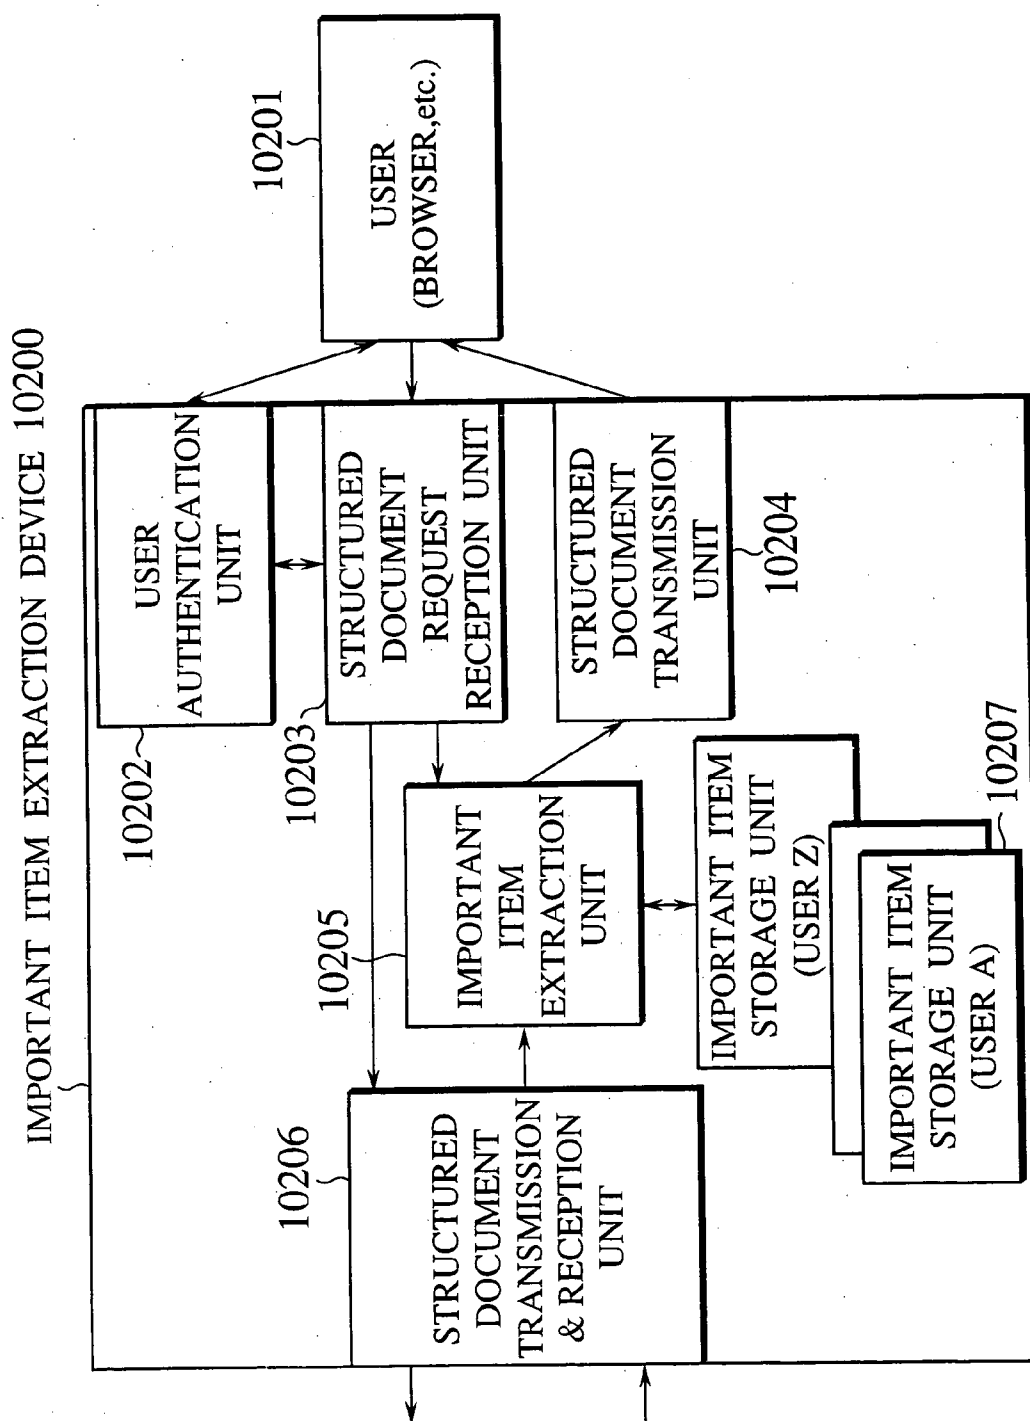 IMPORTANT ITEM EXTRACTION DEVICE 10200
10201
USER
(BROWSER,etc.)
10202
USER
AUTHENTICATION
UNIT
10203
STRUCTURED
DOCUMENT
REQUEST
RECEPTION UNIT
STRUCTURED
DOCUMENT
TRANSMISSION
UNIT
10204
10205
IMPORTANT
ITEM
EXTRACTION
UNIT
10206
STRUCTURED
DOCUMENT
TRANSMISSION
& RECEPTION
UNIT
IMPORTANT ITEM
STORAGE UNIT
(USER Z)
10207
IMPORTANT ITEM
STORAGE UNIT
(USER A)